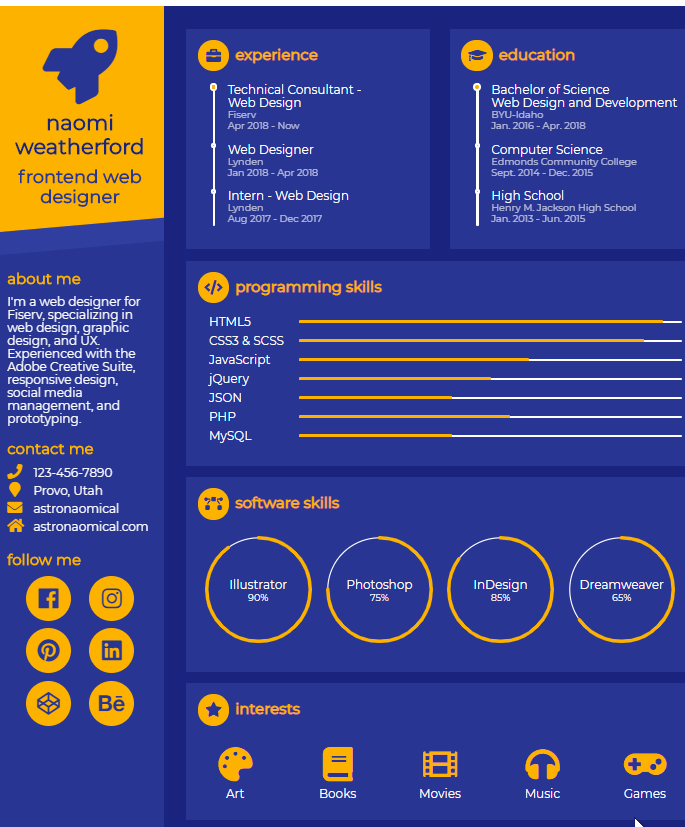 naomi
weatherford
frontend web
designer
about me
I'm a web designer for
Fiserv, specializing in
web design, graphic
design, and UX.
Experienced with the
Adobe Creative Suite,
responsive design,
social media
management, and
prototyping.
contact me
123-456-7890
Provo, Utah
astronaomical
astronaomical.com
follow me
in
Bē
experience
Technical Consultant -
Web Design
Fiserv
Apr 2018 - Now
Web Designer
Lynden
Jan 2018 - Apr 2018
Intern - Web Design
Lynden
Aug 2017 - Dec 2017
education
Bachelor of Science
Web Design and Development
BYU-Idaho
Jan. 2016 - Apr. 2018
Computer Science
Edmonds Community College
Sept. 2014 - Dec. 2015
High School
Henry M. Jackson High School
Jan. 2013 - Jun. 2015
programming skills
HTML5
CSS3 & SCSS
JavaScript
jQuery
JSON
PHP
MySQL
software skills
Illustrator
90%
Photoshop
75%
InDesign
85%
Dreamweaver
65%
interests
Art
Books
Movies
Music
Games